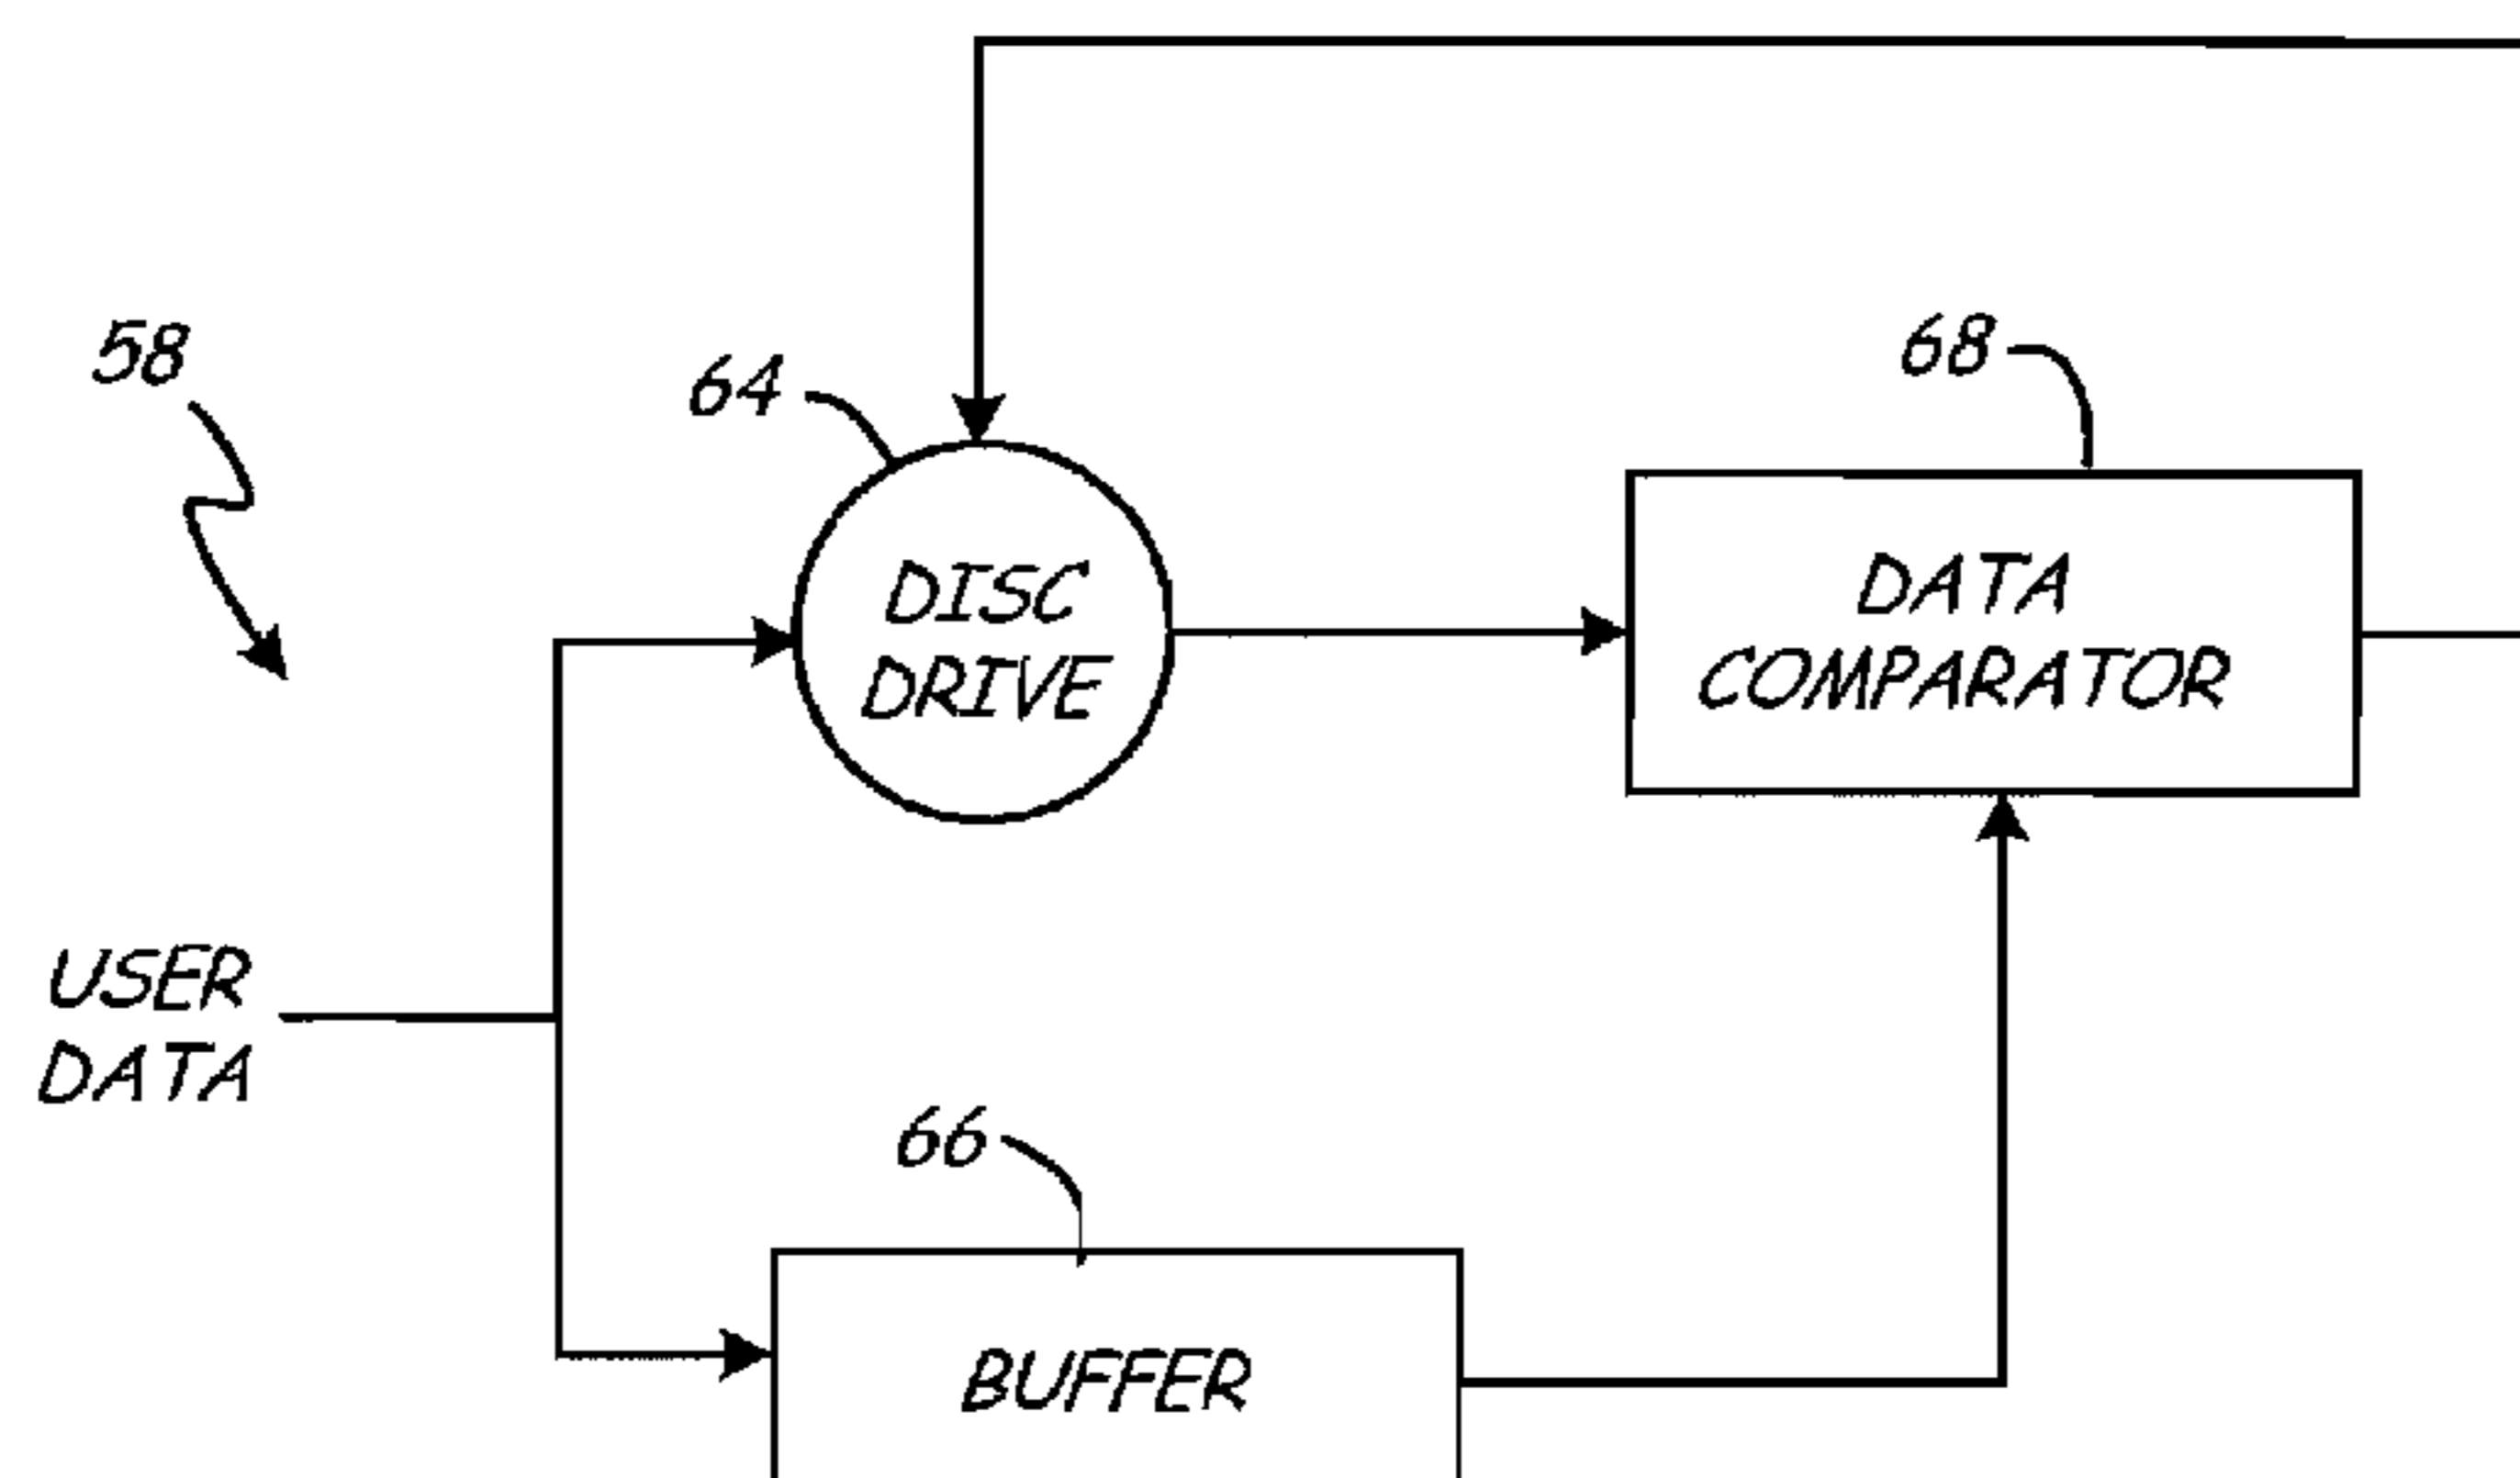 58
64
68
DISC
DRIVE
DATA
COMPARATOR
USER
DATA
66
BUFFER